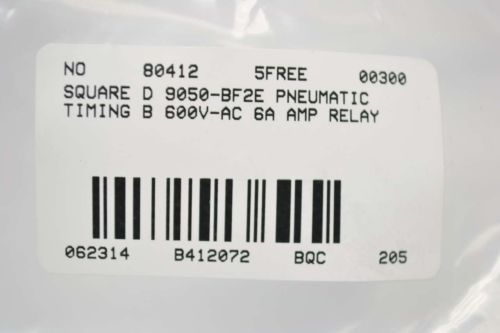 NO 80412 5FREE 00300
SQUARE D 9050-BF2E PNEUMATIC
TIMING B 600V-AC 6A AMP RELAY
062314 B412072 BQC 205